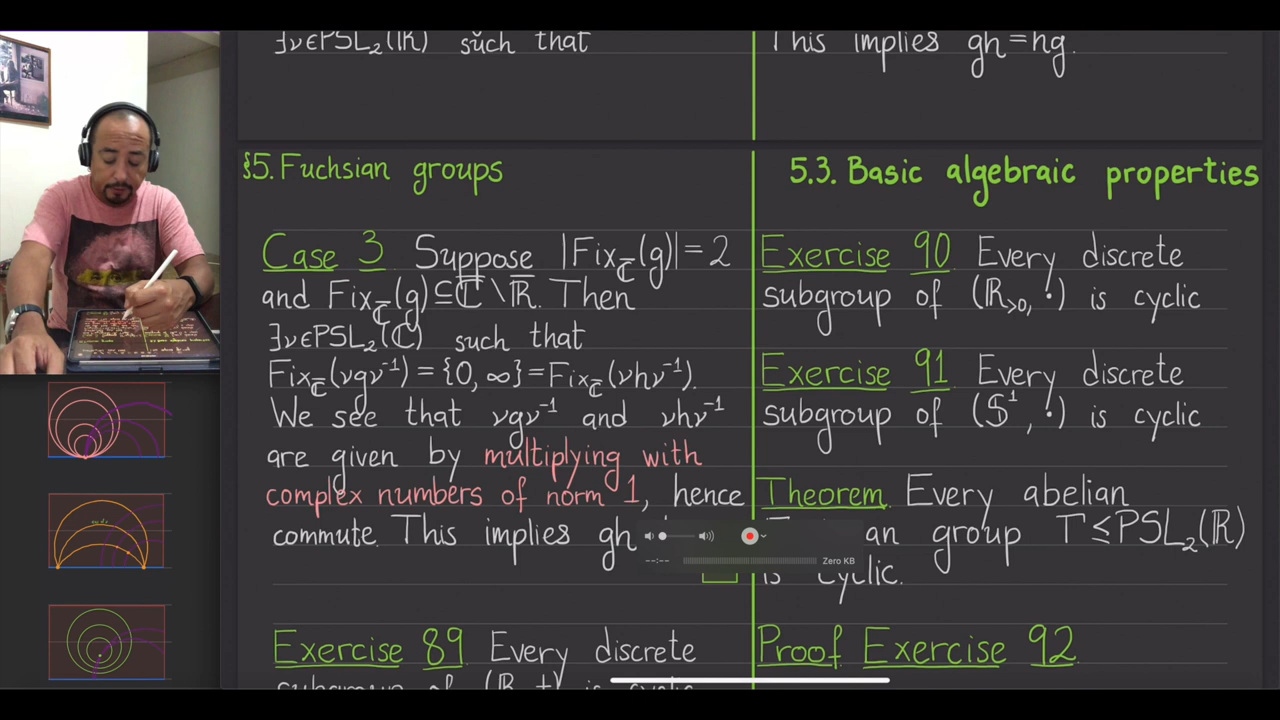 ∃ν∈PSL₂(ℝ) such that
§5. Fuchsian groups
Case 3 Suppose |Fix_ℂ̅(g)|=2
and Fix_ℂ̅(g)⊆ℂ̅\ℝ̅. Then
∃ν∈PSL₂(ℂ) such that
Fix_ℂ̅(νgν⁻¹)={0,∞}=Fix_ℂ̅(νhν⁻¹).
We see that νgν⁻¹ and νhν⁻¹
are given by multiplying with
complex numbers of norm 1, hence
commute. This implies gh
Exercise 89 Every discrete
subgroup of (ℝ,+) is cyclic
This implies gh=hg.
5.3. Basic algebraic properties
Exercise 90 Every discrete
subgroup of (ℝ>0,·) is cyclic
Exercise 91 Every discrete
subgroup of (𝕊¹,·) is cyclic
Theorem Every abelian
an group Γ≤PSL₂(ℝ)
is cyclic.
Proof Exercise 92
--:--
Zero KB